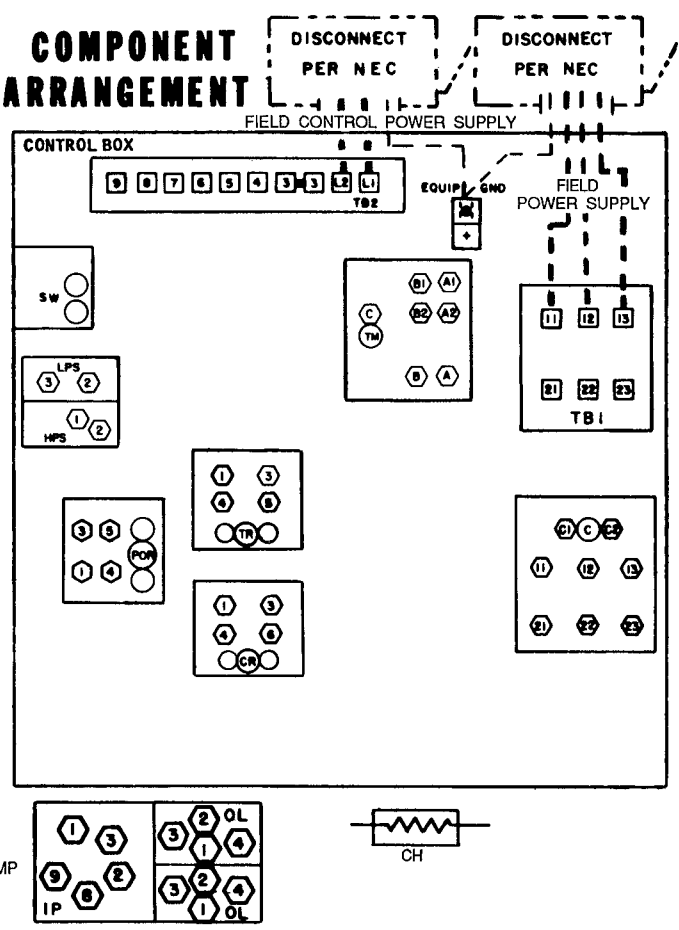 COMPONENT
ARRANGEMENT
DISCONNECT
PER NEC
DISCONNECT
PER NEC
FIELD CONTROL POWER SUPPLY
CONTROL BOX
9 8 7 6 5 4 3 3 L2 L1
TB2
EQUIP GND
+
FIELD
POWER SUPPLY
SW
B1 A1
C B2 A2
TM
B A
11 12 13
21 22 23
TB1
LPS
3 2
1 2
HPS
1 3
4 6
TR
3 5
POR
1 4
C1 C C2
11 12 13
21 22 23
1 3
4 6
CR
1 3
9 8 2
IP
2 OL
3 1 4
3 2 4
1 OL
MP
CH